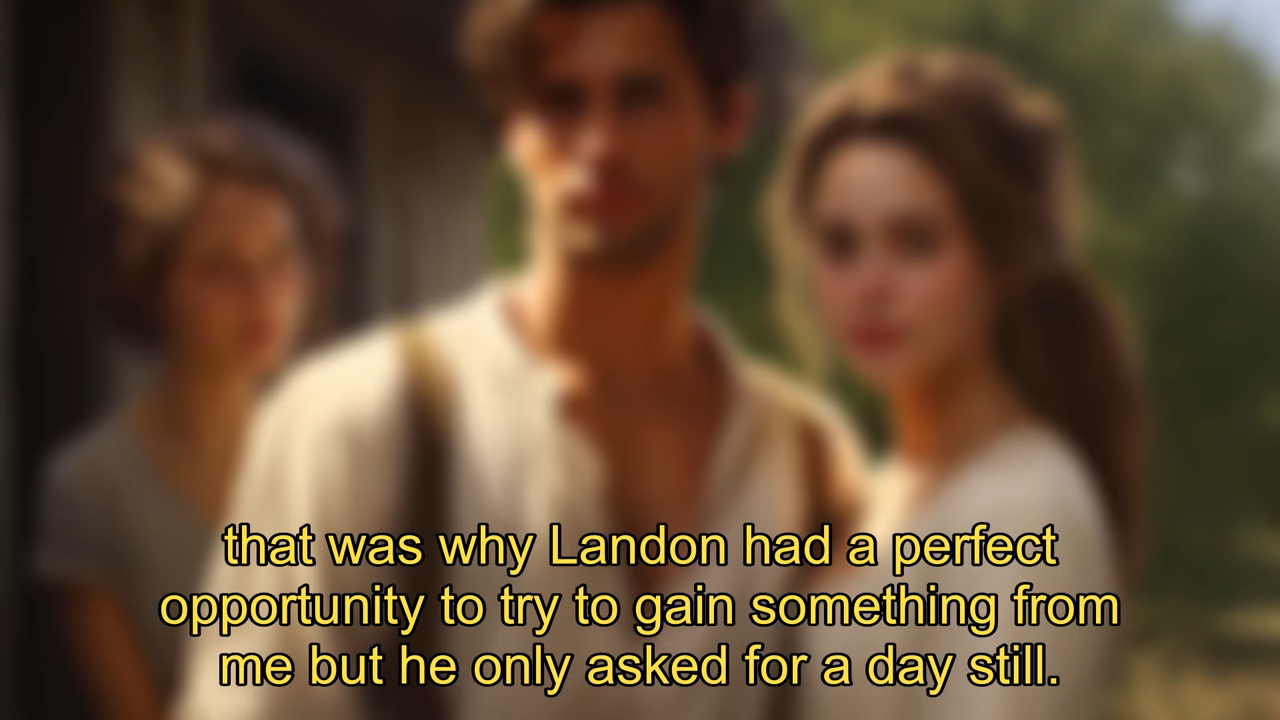 that was why Landon had a perfect
opportunity to try to gain something from
me but he only asked for a day still.